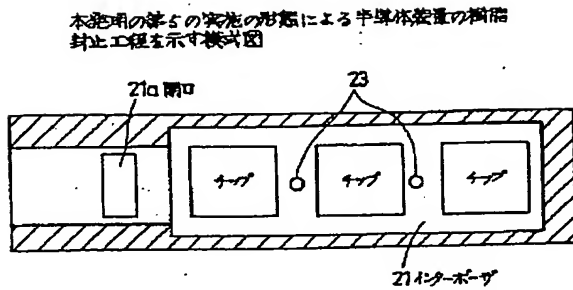 本発明の第5の実施の形態による半導体装置の樹脂
封止工程を示す模式図
21a 開口
23
チップ
チップ
チップ
21 インターポーザ